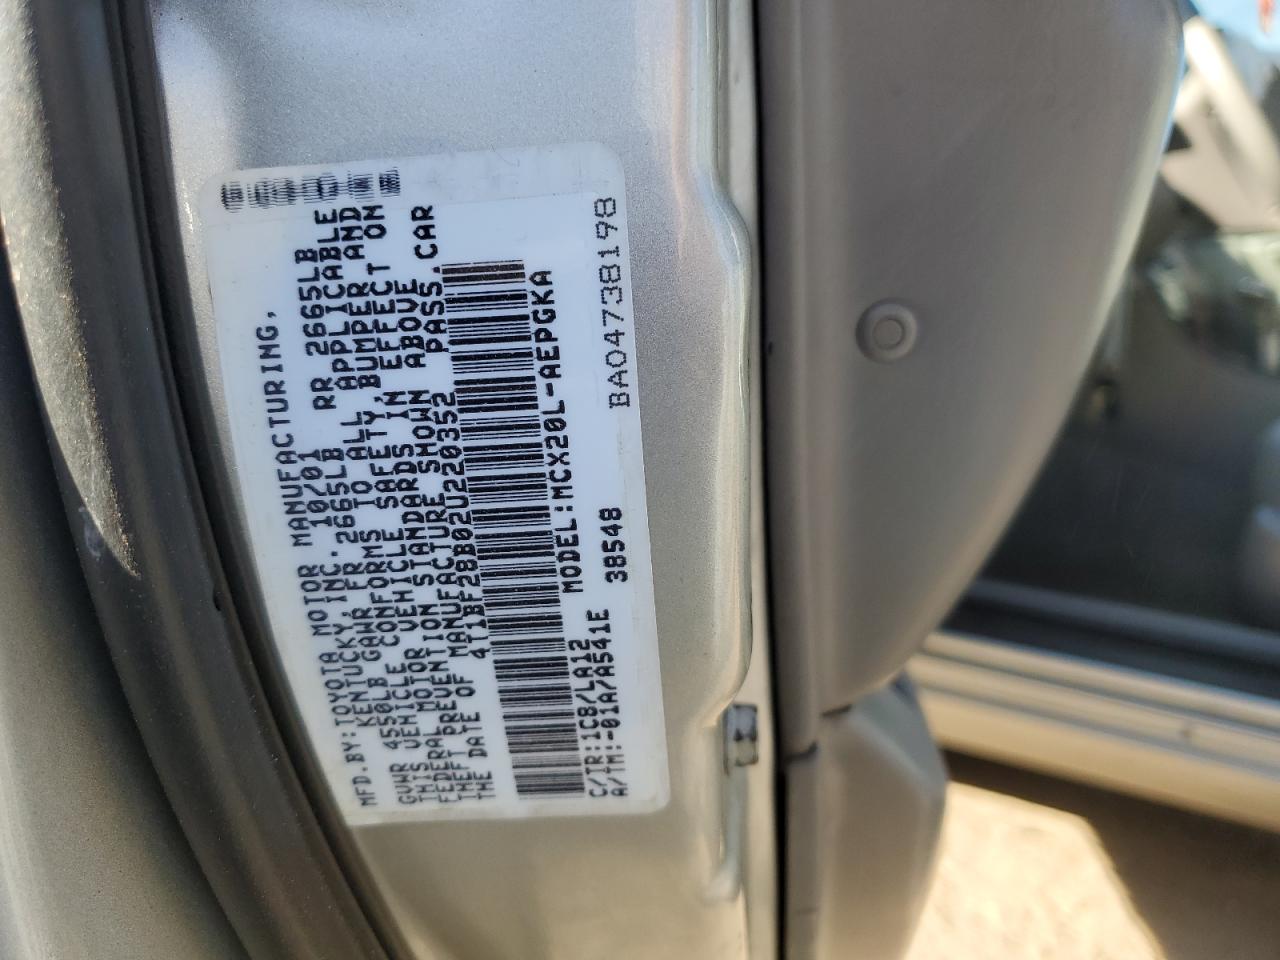 MFD.BY:TOYOTA MOTOR MANUFACTURING,
KENTUCKY,INC. 10/01
GVWR 4550LB GAWR FR 2665LB RR 2665LB
THIS VEHICLE CONFORMS TO ALL APPLICABLE
FEDERAL MOTOR VEHICLE SAFETY,BUMPER AND
THEFT PREVENTION STANDARDS IN EFFECT ON
THE DATE OF MANUFACTURE SHOWN ABOVE.
4T1BF28B02U220352 PASS.CAR
MODEL:MCX20L-AEPGKA
C/TR:1C8/LA12
A/TM:-01A/A541E 38548
BA04738198